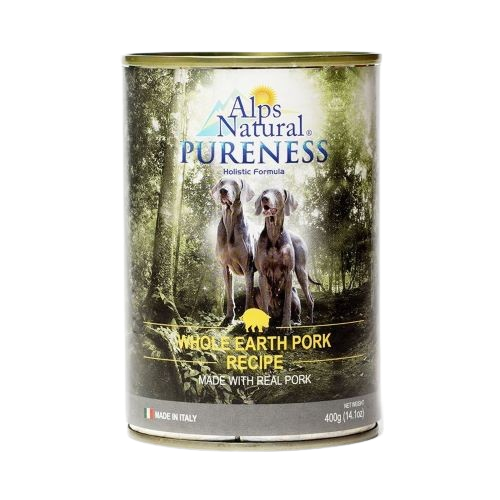 Alps
Natural®
PURENESS
Holistic Formula
WHOLE EARTH PORK
RECIPE
MADE WITH REAL PORK
MADE IN ITALY
NET WEIGHT
400g (14.1oz)